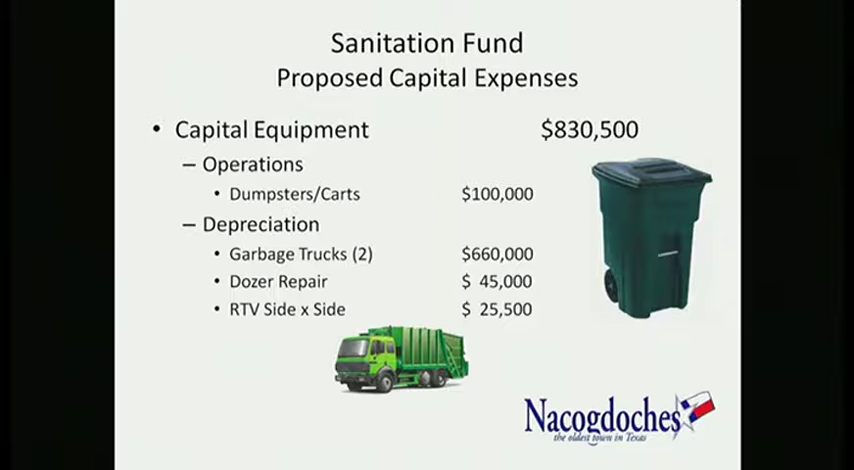 Sanitation Fund
Proposed Capital Expenses
• Capital Equipment $830,500
– Operations
• Dumpsters/Carts $100,000
– Depreciation
• Garbage Trucks (2) $660,000
• Dozer Repair $ 45,000
• RTV Side x Side $ 25,500
Nacogdoches
the oldest town in Texas